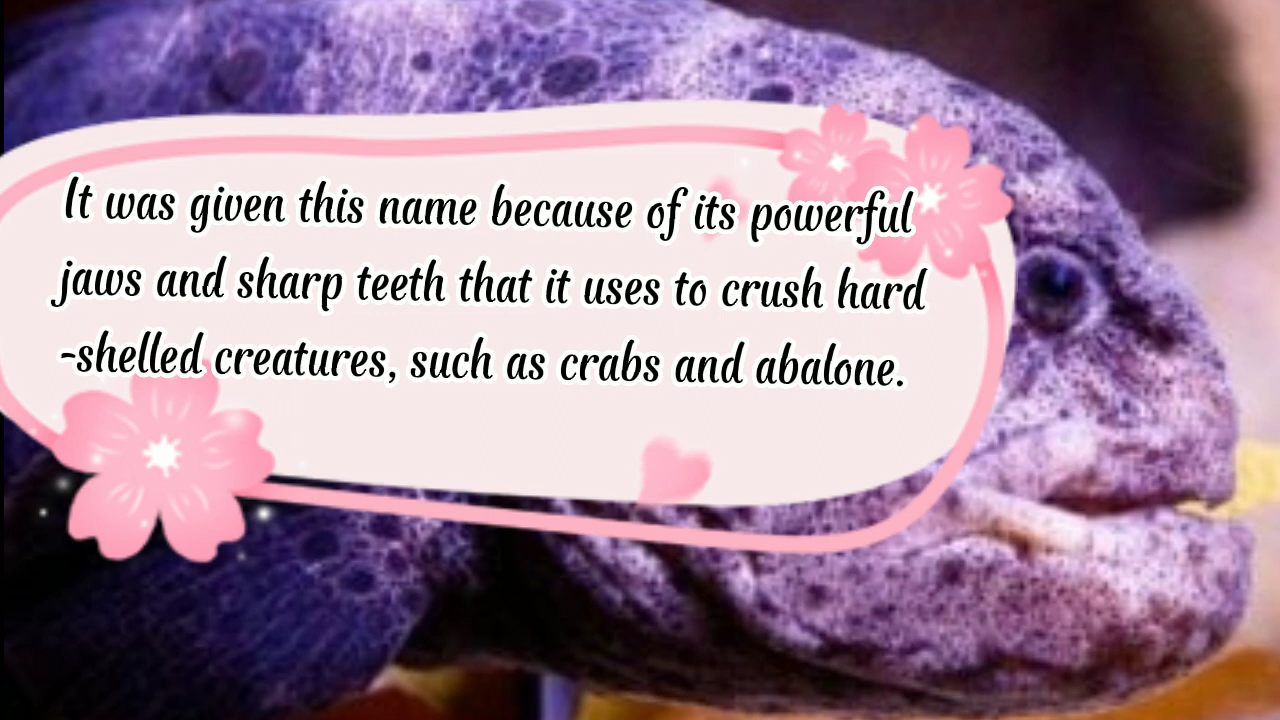 It was given this name because of its powerful
jaws and sharp teeth that it uses to crush hard
-shelled creatures, such as crabs and abalone.